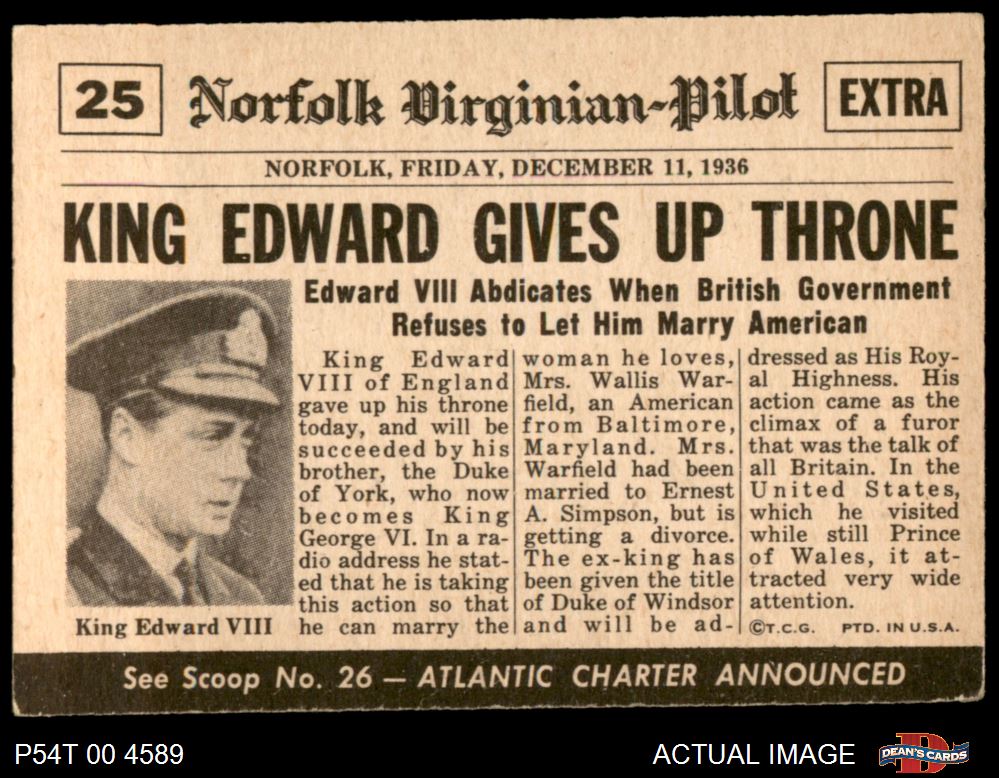 25
Norfolk Virginian-Pilot
EXTRA
NORFOLK, FRIDAY, DECEMBER 11, 1936
KING EDWARD GIVES UP THRONE
Edward VIII Abdicates When British Government
Refuses to Let Him Marry American
King Edward VIII
King Edward
VIII of England
gave up his throne
today, and will be
succeeded by his
brother, the Duke
of York, who now
becomes King
George VI. In a ra-
dio address he stat-
ed that he is taking
this action so that
he can marry the
woman he loves,
Mrs. Wallis War-
field, an American
from Baltimore,
Maryland. Mrs.
Warfield had been
married to Ernest
A. Simpson, but is
getting a divorce.
The ex-king has
been given the title
of Duke of Windsor
and will be ad-
dressed as His Roy-
al Highness. His
action came as the
climax of a furor
that was the talk of
all Britain. In the
United States,
which he visited
while still Prince
of Wales, it at-
tracted very wide
attention.
©T.C.G. PTD. IN U.S.A.
See Scoop No. 26 — ATLANTIC CHARTER ANNOUNCED
P54T 00 4589
ACTUAL IMAGE
DEAN'S CARDS